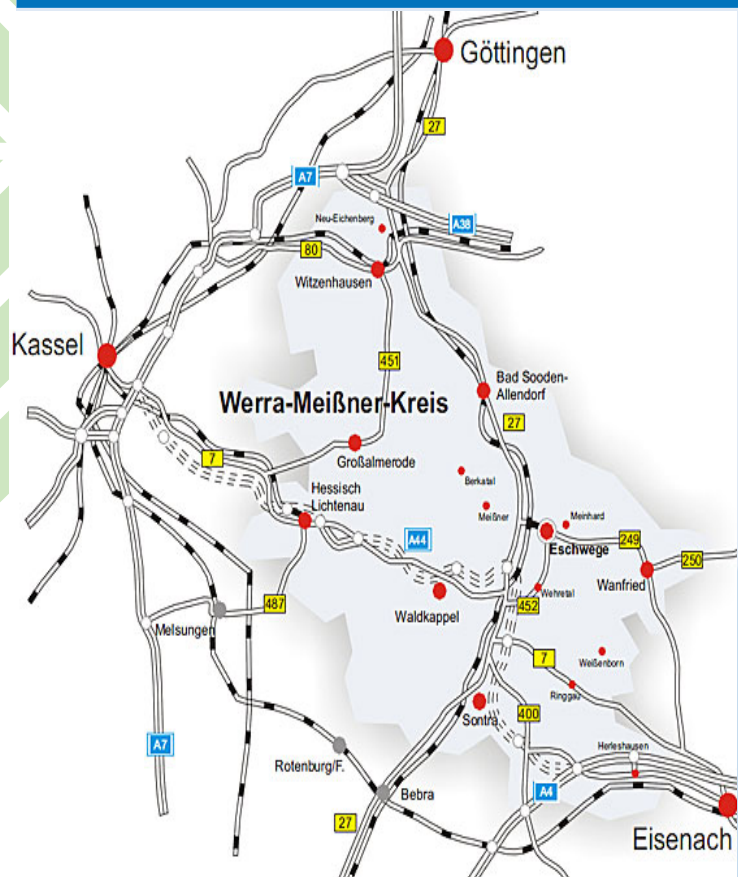 Göttingen
27
A7
Neu-Eichenberg
A38
80
Witzenhausen
Kassel
451
Bad Sooden-
Allendorf
Werra-Meißner-Kreis
27
7
Großalmerode
Berkatal
Hessisch
Lichtenau
Meißner
Meinhard
A44
Eschwege
249
250
Wanfried
Wehretal
487
452
Waldkappel
Melsungen
7
Weißenborn
Ringgau
Sontra
400
A7
Herleshausen
Rotenburg/F.
A4
Bebra
27
Eisenach